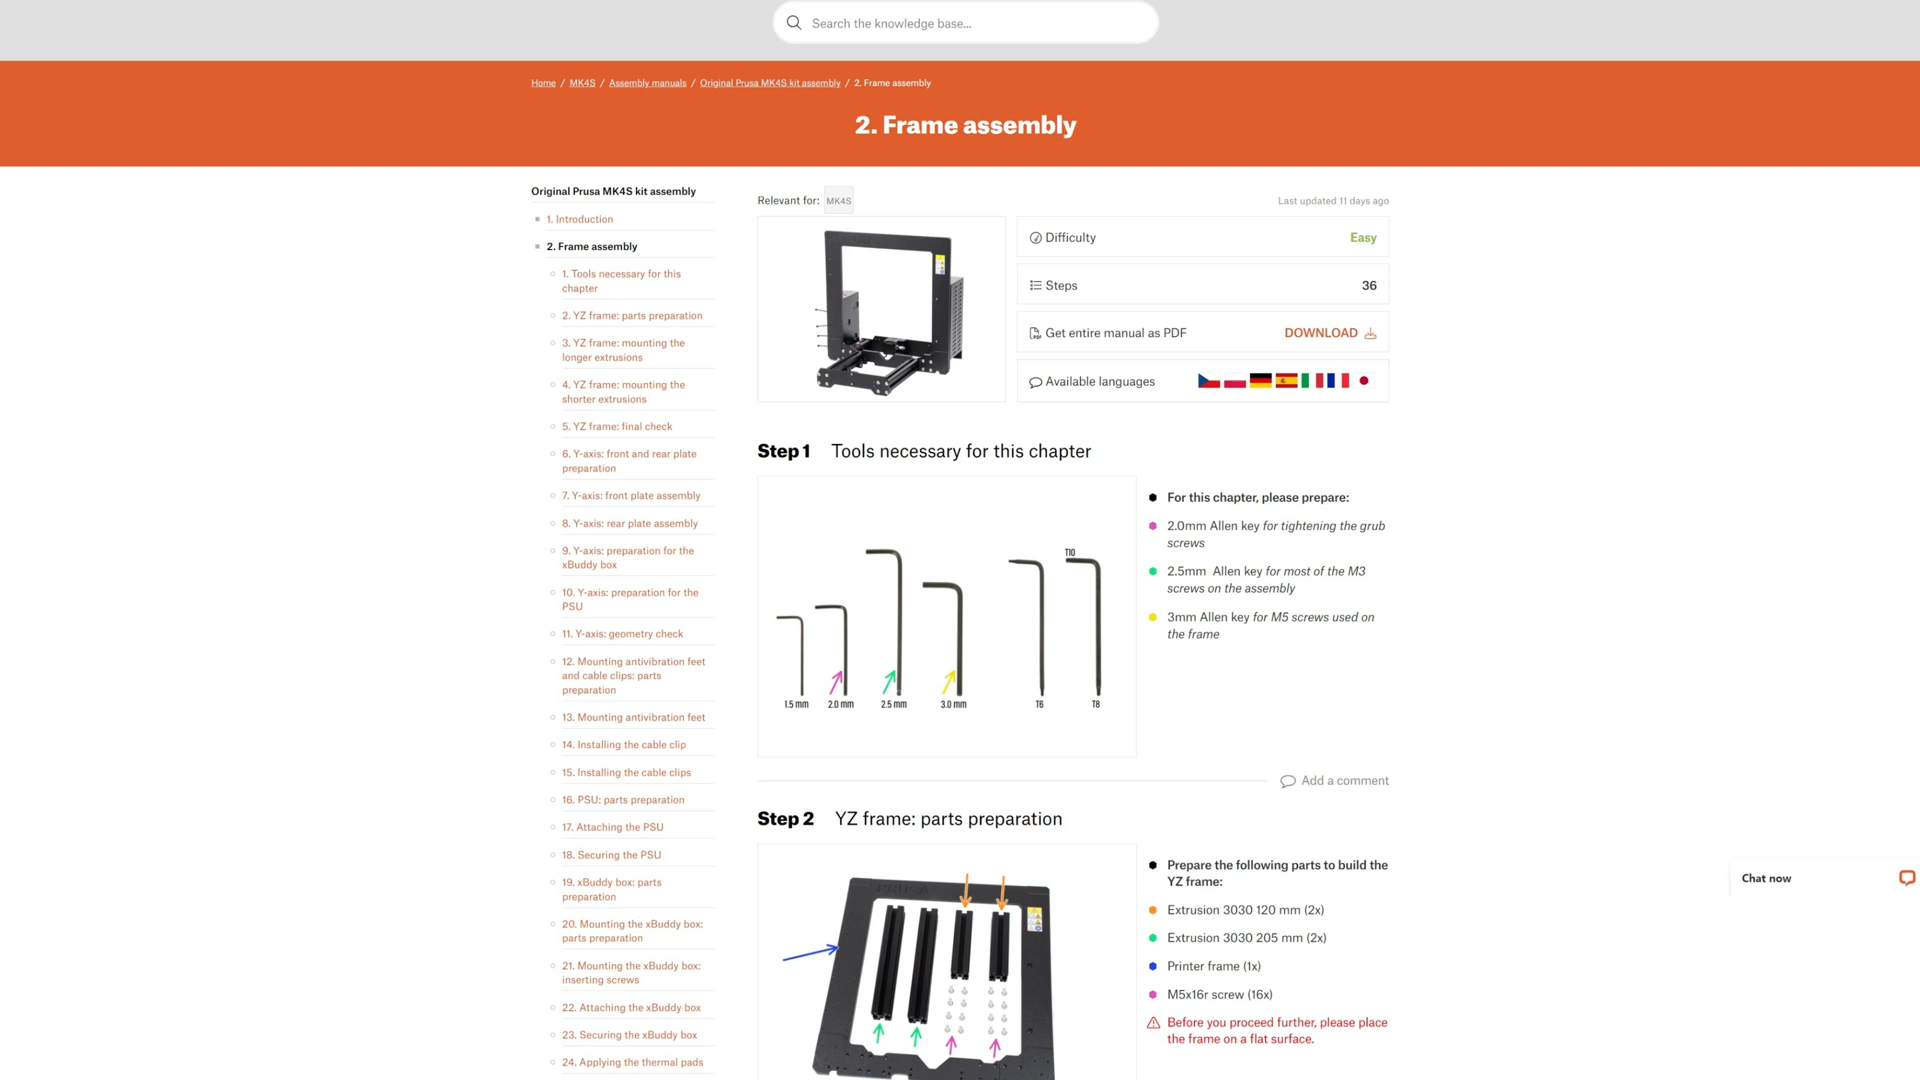 Search the knowledge base...
Home / MK4S / Assembly manuals / Original Prusa MK4S kit assembly / 2. Frame assembly
2. Frame assembly
Original Prusa MK4S kit assembly
1. Introduction
2. Frame assembly
1. Tools necessary for this
chapter
2. YZ frame: parts preparation
3. YZ frame: mounting the
longer extrusions
4. YZ frame: mounting the
shorter extrusions
5. YZ frame: final check
6. Y-axis: front and rear plate
preparation
7. Y-axis: front plate assembly
8. Y-axis: rear plate assembly
9. Y-axis: preparation for the
xBuddy box
10. Y-axis: preparation for the
PSU
11. Y-axis: geometry check
12. Mounting antivibration feet
and cable clips: parts
preparation
13. Mounting antivibration feet
14. Installing the cable clip
15. Installing the cable clips
16. PSU: parts preparation
17. Attaching the PSU
18. Securing the PSU
19. xBuddy box: parts
preparation
20. Mounting the xBuddy box:
parts preparation
21. Mounting the xBuddy box:
inserting screws
22. Attaching the xBuddy box
23. Securing the xBuddy box
24. Applying the thermal pads
Relevant for: MK4S
Last updated 11 days ago
Difficulty Easy
Steps 36
Get entire manual as PDF DOWNLOAD
Available languages
Step 1 Tools necessary for this chapter
T10
1.5 mm 2.0 mm 2.5 mm 3.0 mm T6 T8
For this chapter, please prepare:
2.0mm Allen key for tightening the grub
screws
2.5mm Allen key for most of the M3
screws on the assembly
3mm Allen key for M5 screws used on
the frame
Add a comment
Step 2 YZ frame: parts preparation
PRUSA
Prepare the following parts to build the
YZ frame:
Extrusion 3030 120 mm (2x)
Extrusion 3030 205 mm (2x)
Printer frame (1x)
M5x16r screw (16x)
Before you proceed further, please place
the frame on a flat surface.
Chat now